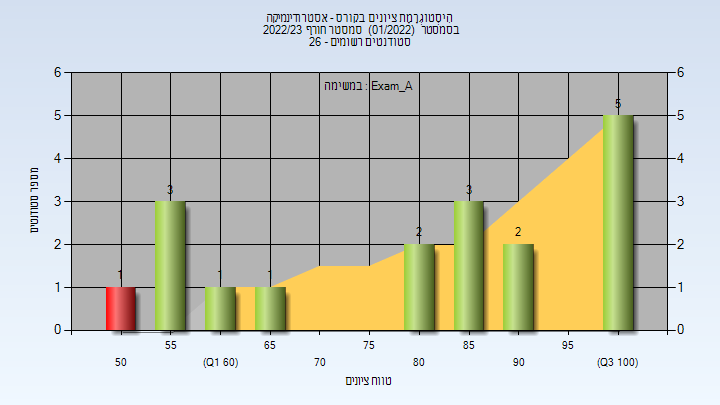 היסטוגרמת ציונים בקורס - אסטרודינמיקה
בסמסטר (01/2022) סמסטר חורף 2022/23
סטודנטים רשומים - 26
במשימה : Exam_A
מספר סטודנטים
6 6
5 5
4 4
3 3
2 2
1 1
0 0
1 3 1 1 2 3 2 5
55 65 75 85 95
50 (Q1 60) 70 80 90 (Q3 100)
טווח ציונים